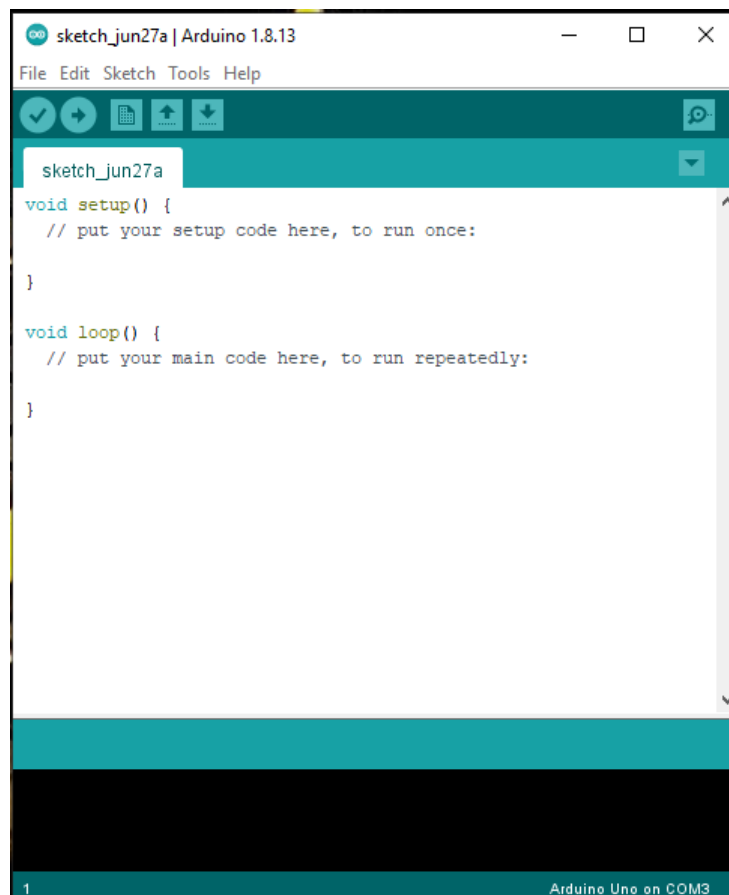 sketch_jun27a | Arduino 1.8.13
File Edit Sketch Tools Help
sketch_jun27a
void setup() {
  // put your setup code here, to run once:
}
void loop() {
  // put your main code here, to run repeatedly:
}
1 Arduino Uno on COM3